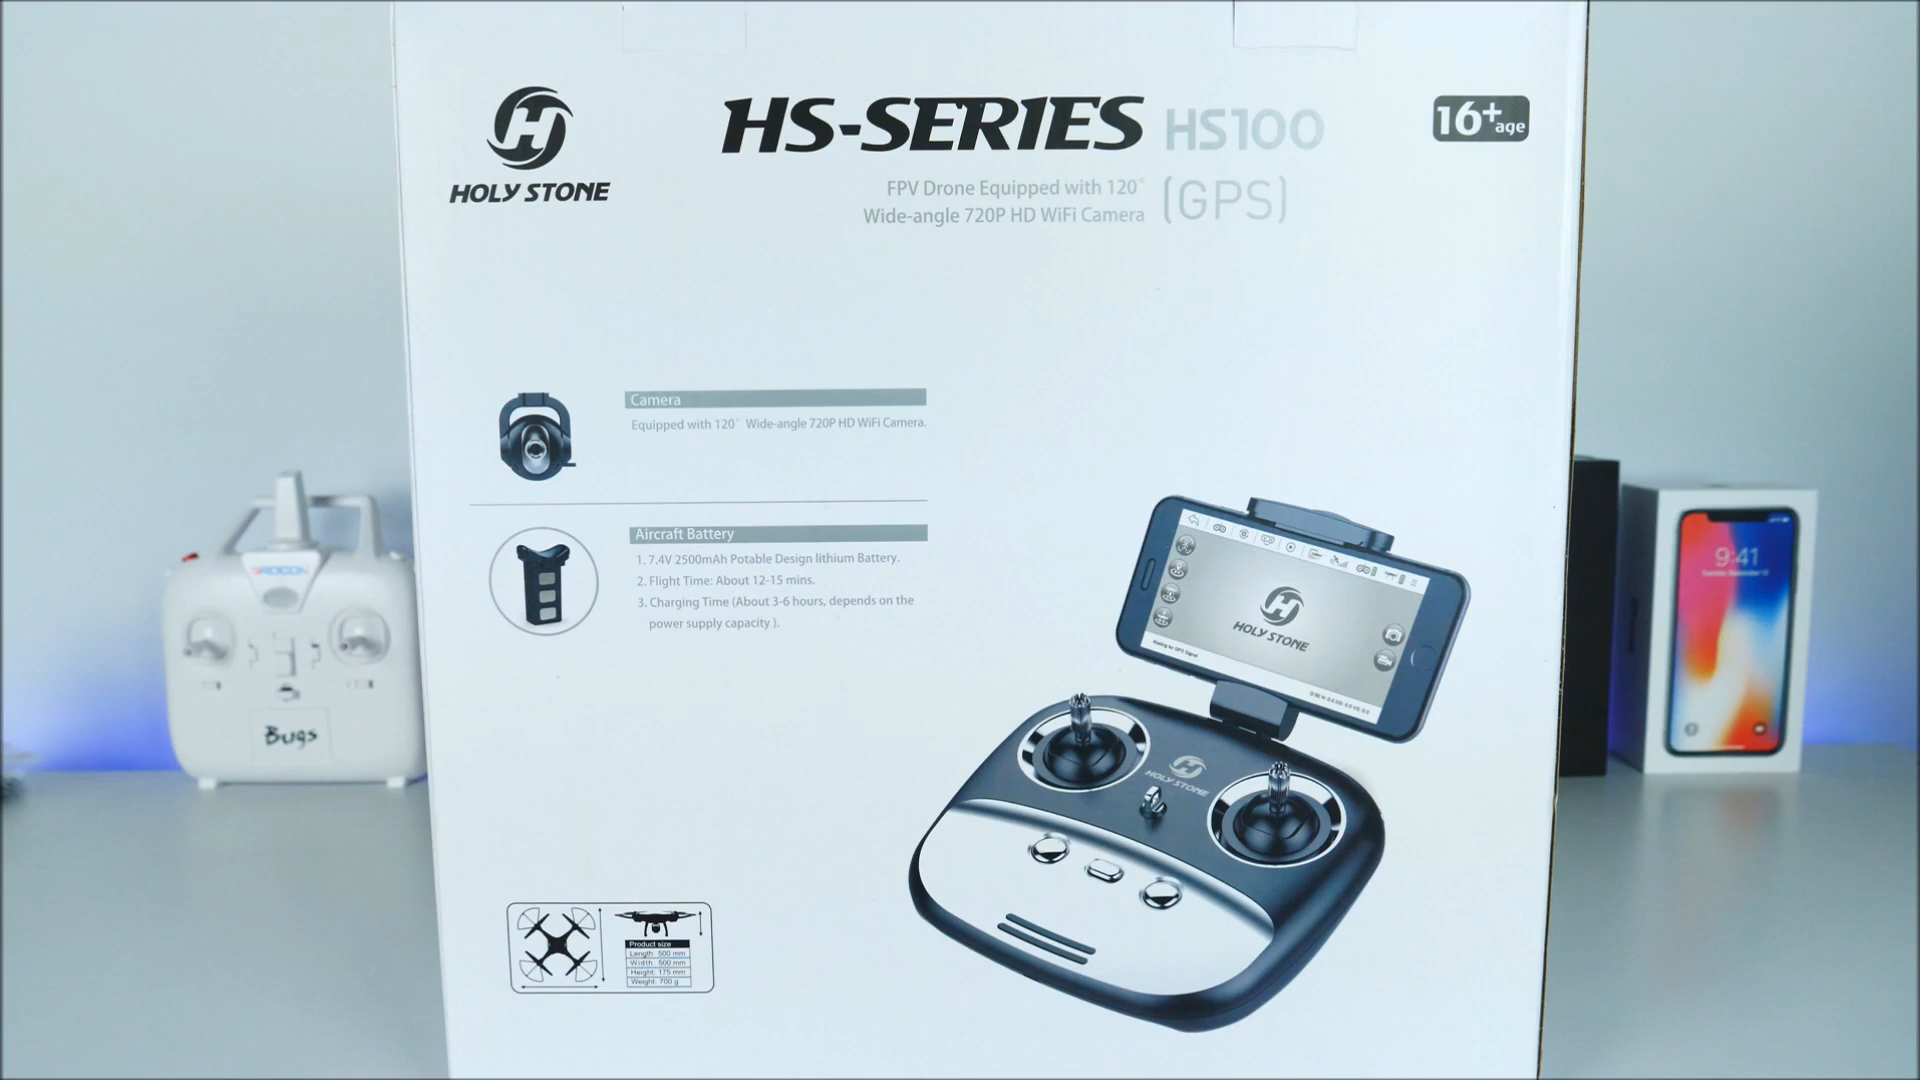 HOLY STONE
HS-SERIES HS100
16+age
FPV Drone Equipped with 120°
Wide-angle 720P HD WiFi Camera
(GPS)
Camera
Equipped with 120° Wide-angle 720P HD WiFi Camera.
Aircraft Battery
1. 7.4V 2500mAh Potable Design lithium Battery.
2. Flight Time: About 12-15 mins.
3. Charging Time (About 3-6 hours, depends on the
power supply capacity ).
HOLY STONE
Waiting for GPS Signal
HOLY STONE
Product size
Length: 500 mm
Width: 500 mm
Height: 175 mm
Weight: 700 g
Bugs
9:41